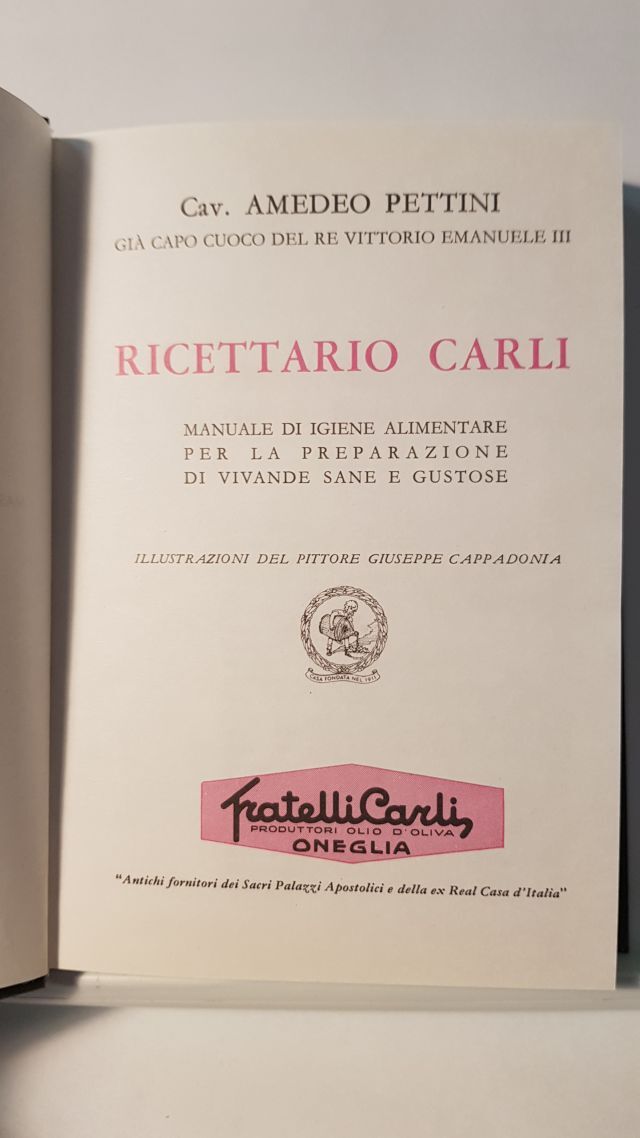 Cav. AMEDEO PETTINI
GIÀ CAPO CUOCO DEL RE VITTORIO EMANUELE III
RICETTARIO CARLI
MANUALE DI IGIENE ALIMENTARE
PER LA PREPARAZIONE
DI VIVANDE SANE E GUSTOSE
ILLUSTRAZIONI DEL PITTORE GIUSEPPE CAPPADONIA
CASA FONDATA NEL 1911
Fratelli Carli
PRODUTTORI OLIO D'OLIVA
ONEGLIA
"Antichi fornitori dei Sacri Palazzi Apostolici e della ex Real Casa d'Italia"